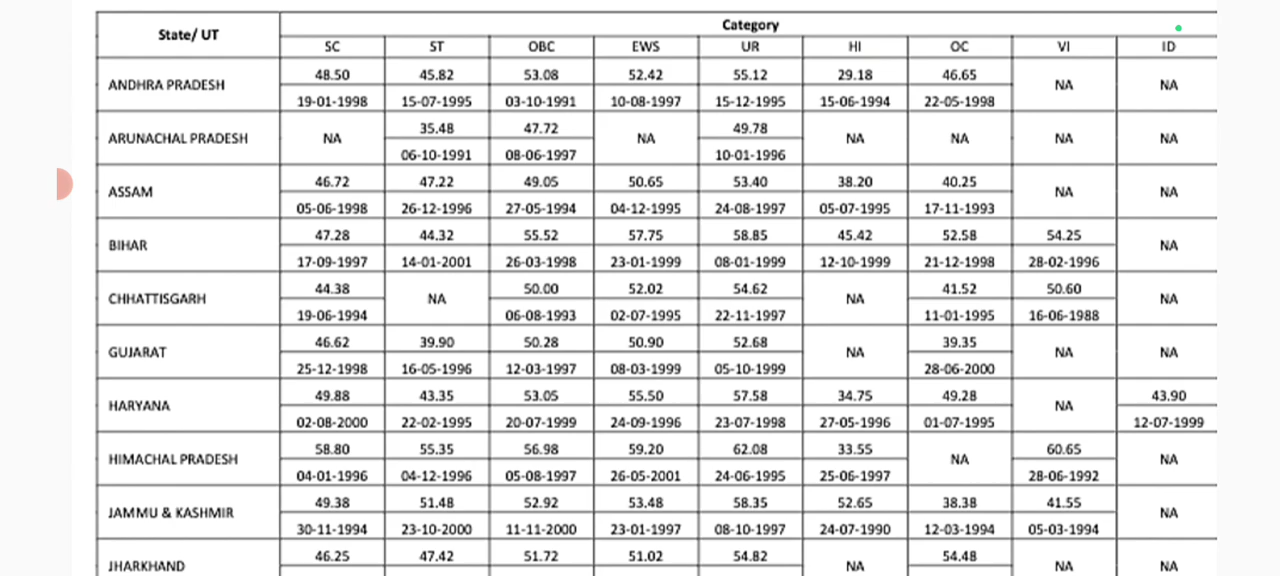 State/ UT Category
SC ST OBC EWS UR HI OC VI ID
ANDHRA PRADESH 48.50 45.82 53.08 52.42 55.12 29.18 46.65 NA NA
19-01-1998 15-07-1995 03-10-1991 10-08-1997 15-12-1995 15-06-1994 22-05-1998
ARUNACHAL PRADESH NA 35.48 47.72 NA 49.78 NA NA NA NA
06-10-1991 08-06-1997 10-01-1996
ASSAM 46.72 47.22 49.05 50.65 53.40 38.20 40.25 NA NA
05-06-1998 26-12-1996 27-05-1994 04-12-1995 24-08-1997 05-07-1995 17-11-1993
BIHAR 47.28 44.32 55.52 57.75 58.85 45.42 52.58 54.25 NA
17-09-1997 14-01-2001 26-03-1998 23-01-1999 08-01-1999 12-10-1999 21-12-1998 28-02-1996
CHHATTISGARH 44.38 NA 50.00 52.02 54.62 NA 41.52 50.60 NA
19-06-1994 06-08-1993 02-07-1995 22-11-1997 11-01-1995 16-06-1988
GUJARAT 46.62 39.90 50.28 50.90 52.68 NA 39.35 NA NA
25-12-1998 16-05-1996 12-03-1997 08-03-1999 05-10-1999 28-06-2000
HARYANA 49.88 43.35 53.05 55.50 57.58 34.75 49.28 NA 43.90
02-08-2000 22-02-1995 20-07-1999 24-09-1996 23-07-1998 27-05-1996 01-07-1995 12-07-1999
HIMACHAL PRADESH 58.80 55.35 56.98 59.20 62.08 33.55 NA 60.65 NA
04-01-1996 04-12-1996 05-08-1997 26-05-2001 24-06-1995 25-06-1997 28-06-1992
JAMMU & KASHMIR 49.38 51.48 52.92 53.48 58.35 52.65 38.38 41.55 NA
30-11-1994 23-10-2000 11-11-2000 23-01-1997 08-10-1997 24-07-1990 12-03-1994 05-03-1994
JHARKHAND 46.25 47.42 51.72 51.02 54.82 NA 54.48 NA NA